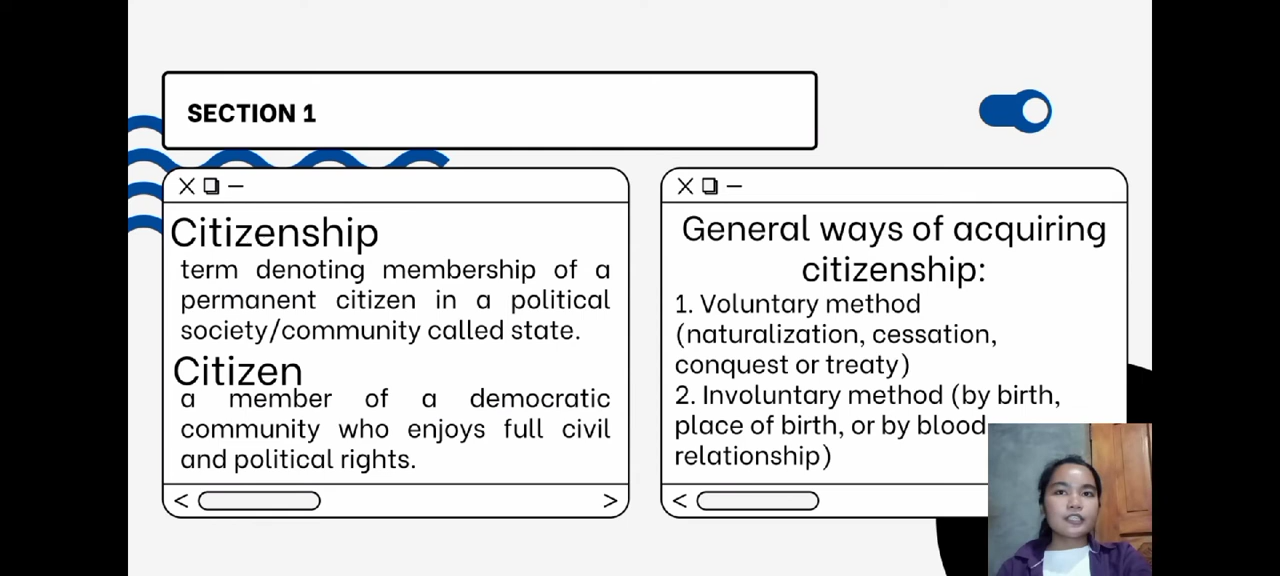 SECTION 1
Citizenship
term denoting membership of a
permanent citizen in a political
society/community called state.
Citizen
a member of a democratic
community who enjoys full civil
and political rights.
General ways of acquiring
citizenship:
1. Voluntary method
(naturalization, cessation,
conquest or treaty)
2. Involuntary method (by birth,
place of birth, or by blood
relationship)